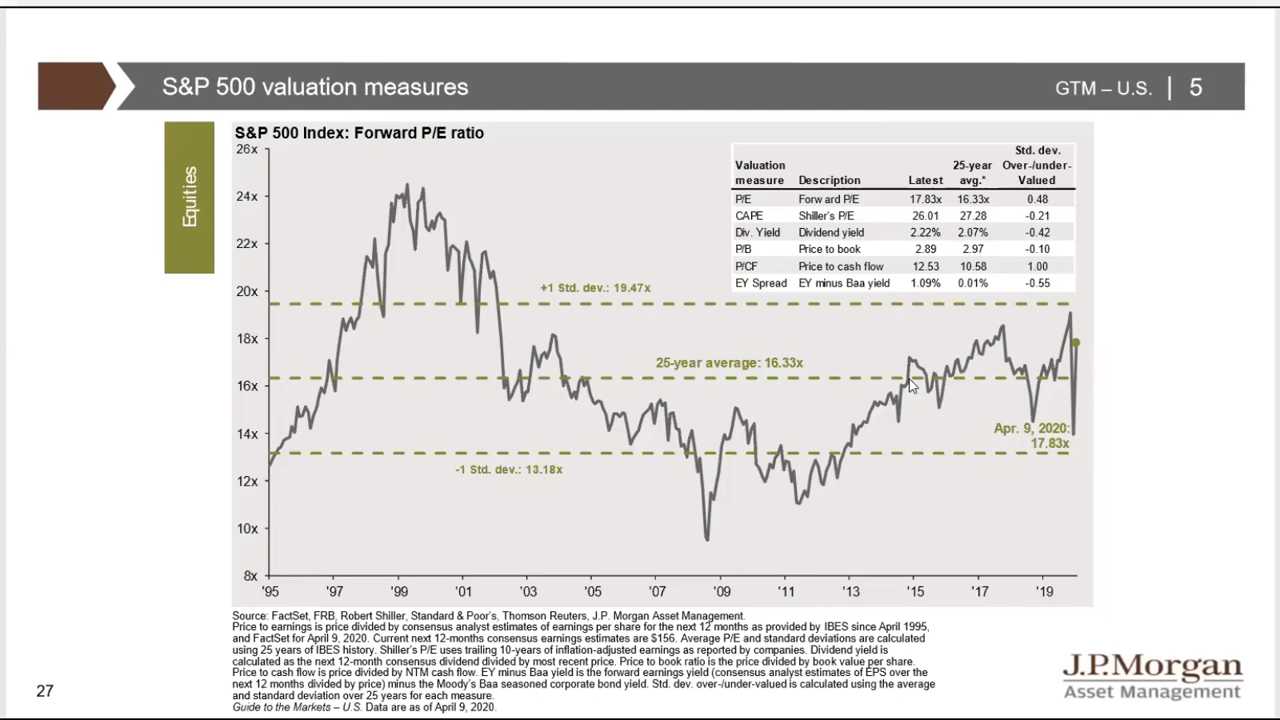 S&P 500 valuation measures
GTM – U.S. | 5
Equities
S&P 500 Index: Forward P/E ratio
26x
24x
22x
20x
18x
16x
14x
12x
10x
8x
Valuation measure Description Latest 25-year avg.* Std. dev. Over-/under-Valued
P/E Forward P/E 17.83x 16.33x 0.48
CAPE Shiller's P/E 26.01 27.28 -0.21
Div. Yield Dividend yield 2.22% 2.07% -0.42
P/B Price to book 2.89 2.97 -0.10
P/CF Price to cash flow 12.53 10.58 1.00
EY Spread EY minus Baa yield 1.09% 0.01% -0.55
+1 Std. dev.: 19.47x
25-year average: 16.33x
Apr. 9, 2020:
17.83x
-1 Std. dev.: 13.18x
'95 '97 '99 '01 '03 '05 '07 '09 '11 '13 '15 '17 '19
Source: FactSet, FRB, Robert Shiller, Standard & Poor's, Thomson Reuters, J.P. Morgan Asset Management.
Price to earnings is price divided by consensus analyst estimates of earnings per share for the next 12 months as provided by IBES since April 1995,
and FactSet for April 9, 2020. Current next 12-months consensus earnings estimates are $156. Average P/E and standard deviations are calculated
using 25 years of IBES history. Shiller's P/E uses trailing 10-years of inflation-adjusted earnings as reported by companies. Dividend yield is
calculated as the next 12-month consensus dividend divided by most recent price. Price to book ratio is the price divided by book value per share.
Price to cash flow is price divided by NTM cash flow. EY minus Baa yield is the forward earnings yield (consensus analyst estimates of EPS over the
next 12 months divided by price) minus the Moody's Baa seasoned corporate bond yield. Std. dev. over-/under-valued is calculated using the average
and standard deviation over 25 years for each measure.
Guide to the Markets – U.S. Data are as of April 9, 2020.
27
J.P.Morgan
Asset Management